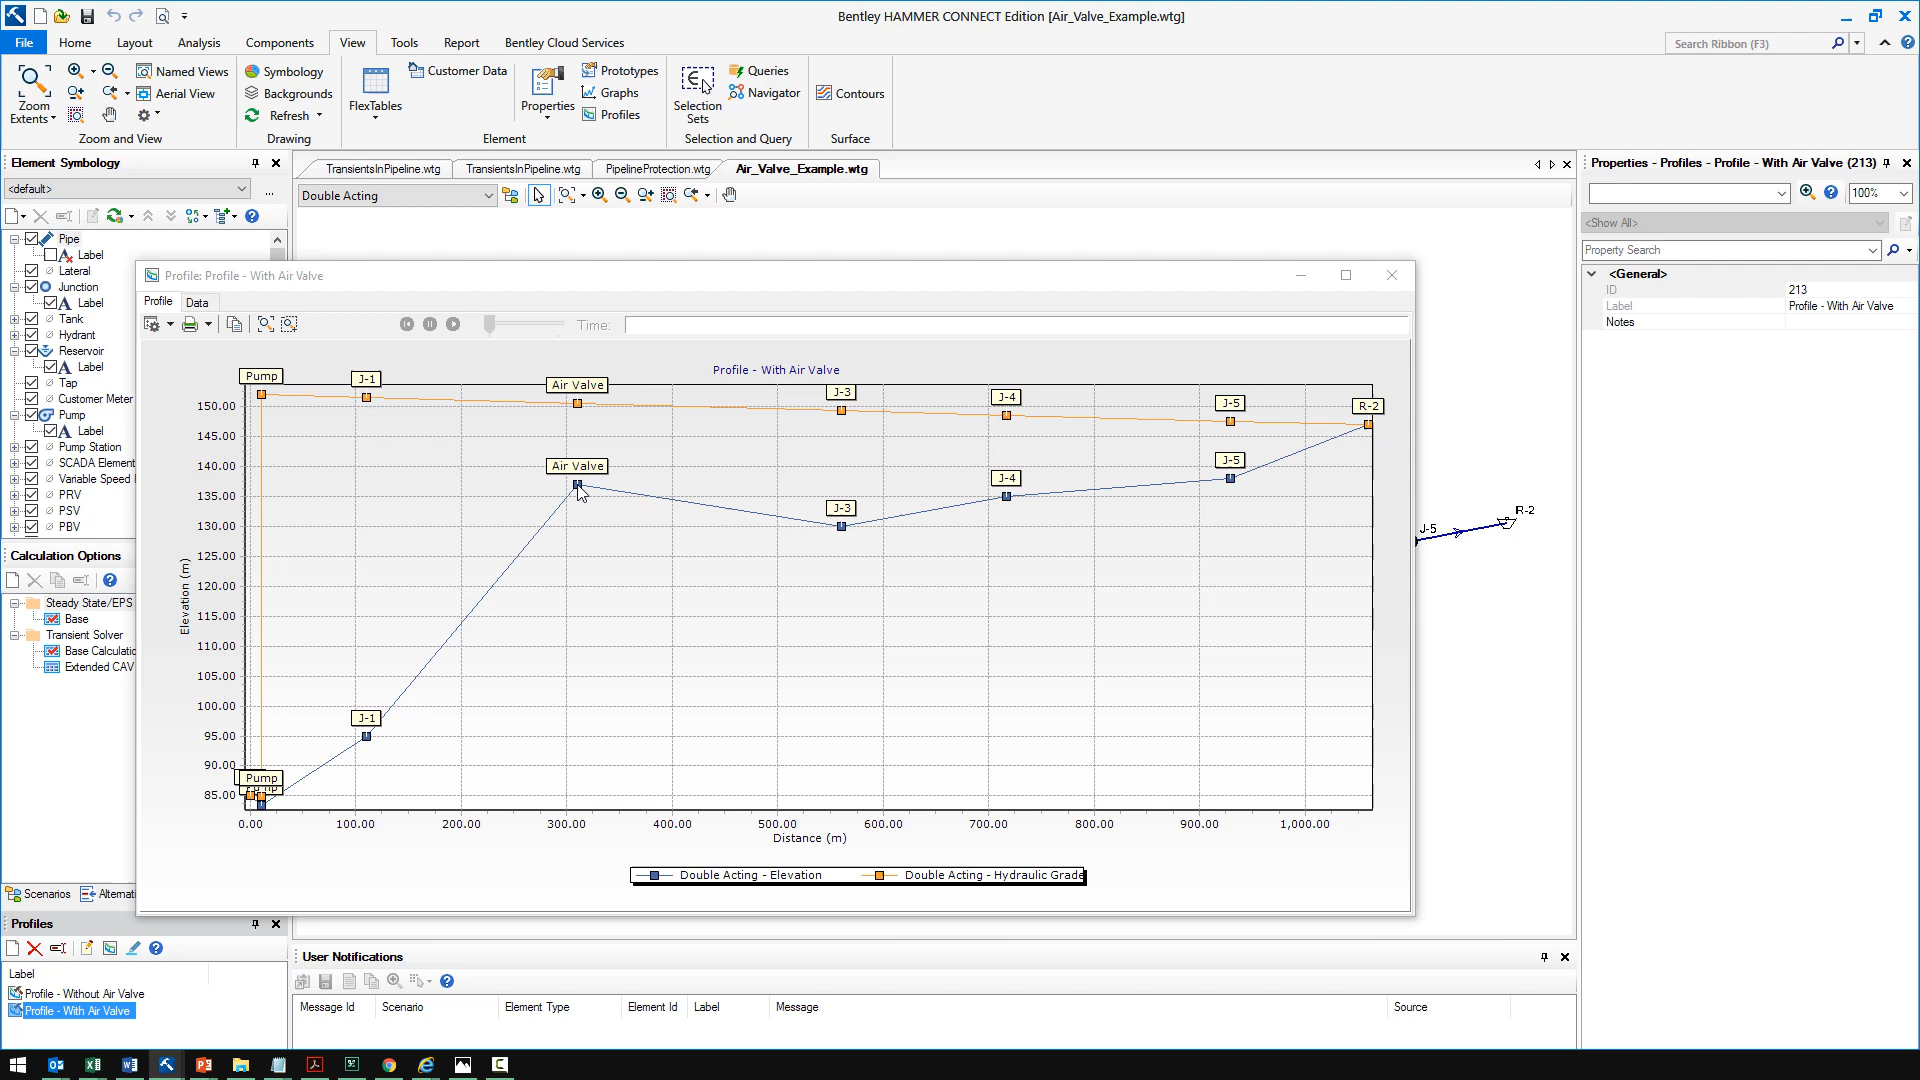 Bentley HAMMER CONNECT Edition [Air_Valve_Example.wtg]
File Home Layout Analysis Components View Tools Report Bentley Cloud Services
Search Ribbon (F3)
Zoom Extents
Named Views
Aerial View
Zoom and View
Symbology
Backgrounds
Refresh
Drawing
FlexTables
Customer Data
Properties
Prototypes
Graphs
Profiles
Element
Selection Sets
Queries
Navigator
Selection and Query
Contours
Surface
Element Symbology
<default>
...
Pipe
Label
Lateral
Junction
Label
Tank
Hydrant
Reservoir
Label
Tap
Customer Meter
Pump
Label
Pump Station
SCADA Element
Variable Speed
PRV
PSV
PBV
Calculation Options
Steady State/EPS
Base
Transient Solver
Base Calculatio
Extended CAV
Scenarios
Alternati
Profiles
Label
Profile - Without Air Valve
Profile - With Air Valve
TransientsInPipeline.wtg
TransientsInPipeline.wtg
PipelineProtection.wtg
Air_Valve_Example.wtg
Double Acting
Profile: Profile - With Air Valve
Profile
Data
Time:
Profile - With Air Valve
Pump
J-1
Air Valve
J-3
J-4
J-5
R-2
Air Valve
J-3
J-4
J-5
J-1
Pump
150.00
145.00
140.00
135.00
130.00
125.00
120.00
115.00
110.00
105.00
100.00
95.00
90.00
85.00
Elevation (m)
0.00 100.00 200.00 300.00 400.00 500.00 600.00 700.00 800.00 900.00 1,000.00
Distance (m)
Double Acting - Elevation
Double Acting - Hydraulic Grade
J-5
R-2
User Notifications
Message Id Scenario Element Type Element Id Label Message Source
Properties - Profiles - Profile - With Air Valve (213)
100%
<Show All>
Property Search
<General>
ID 213
Label Profile - With Air Valve
Notes